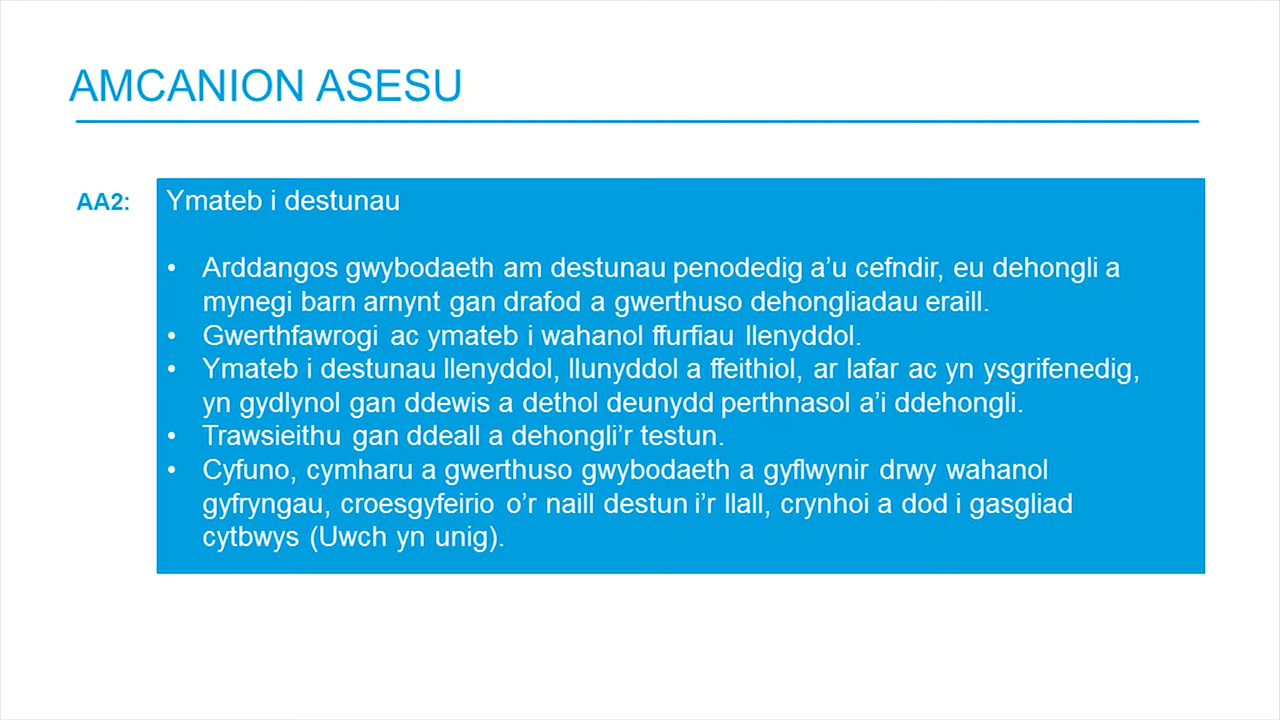 AMCANION ASESU
AA2:
Ymateb i destunau
• Arddangos gwybodaeth am destunau penodedig a’u cefndir, eu dehongli a
mynegi barn arnynt gan drafod a gwerthuso dehongliadau eraill.
• Gwerthfawrogi ac ymateb i wahanol ffurfiau llenyddol.
• Ymateb i destunau llenyddol, llunyddol a ffeithiol, ar lafar ac yn ysgrifenedig,
yn gydlynol gan ddewis a dethol deunydd perthnasol a’i ddehongli.
• Trawsieithu gan ddeall a dehongli’r testun.
• Cyfuno, cymharu a gwerthuso gwybodaeth a gyflwynir drwy wahanol
gyfryngau, croesgyfeirio o’r naill destun i’r llall, crynhoi a dod i gasgliad
cytbwys (Uwch yn unig).